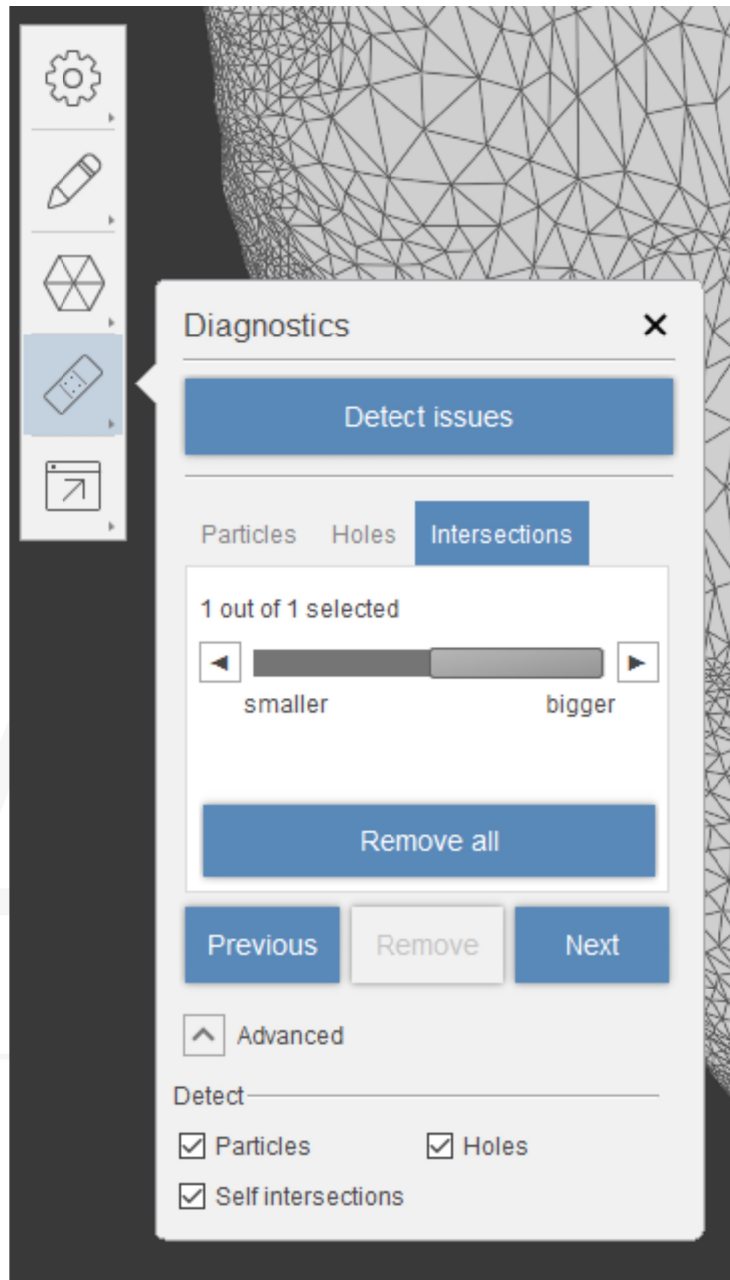 Diagnostics
Detect issues
Particles Holes Intersections
1 out of 1 selected
smaller bigger
Remove all
Previous Remove Next
Advanced
Detect
Particles Holes
Self intersections